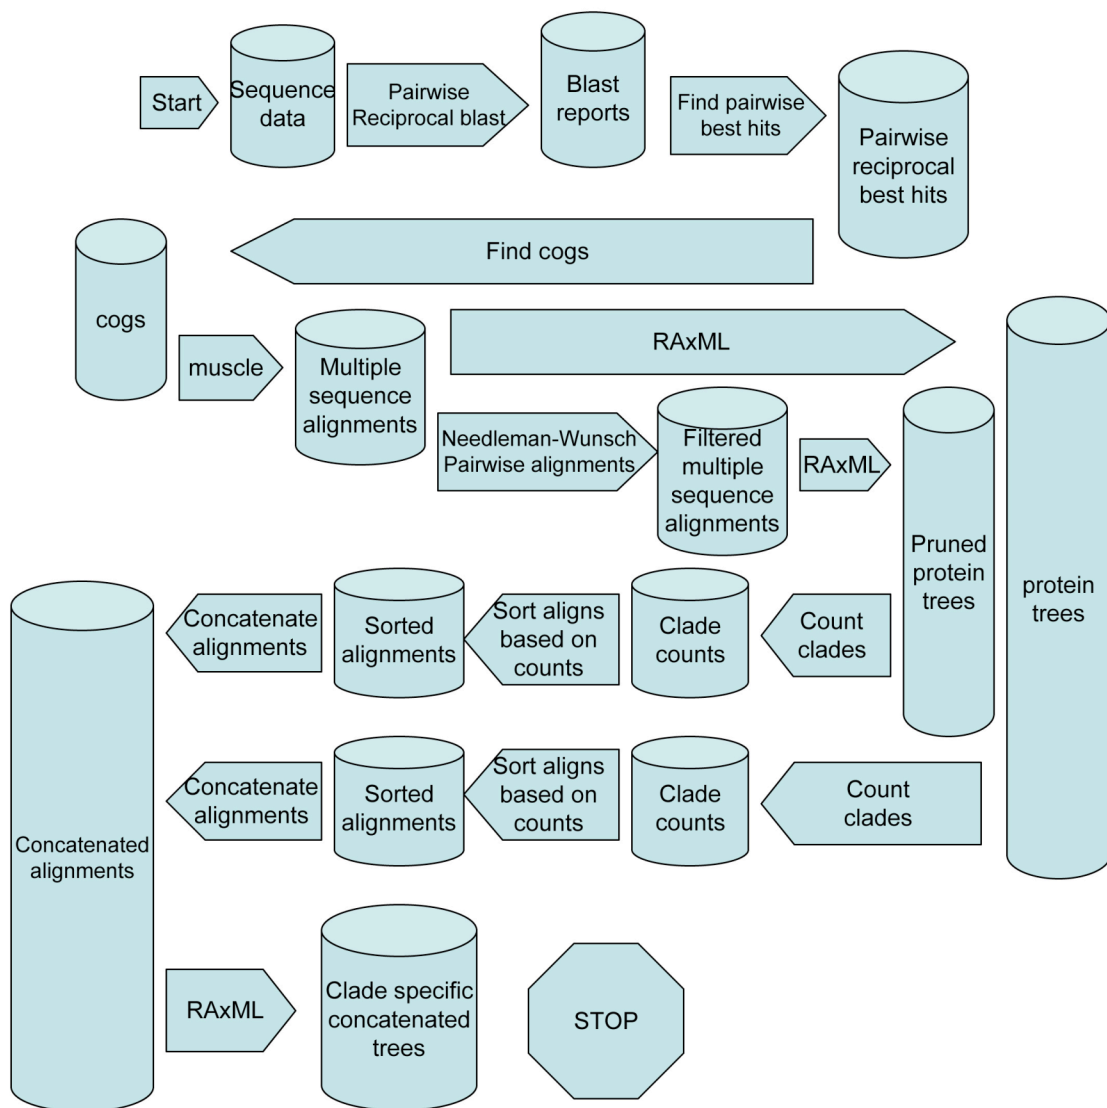 Start
Sequence
data
Pairwise
Reciprocal blast
Blast
reports
Find pairwise
best hits
Pairwise
reciprocal
best hits
Find cogs
cogs
muscle
Multiple
sequence
alignments
RAxML
Needleman-Wunsch
Pairwise alignments
Filtered
multiple
sequence
alignments
RAxML
Pruned
protein
trees
protein
trees
Count
clades
Clade
counts
Sort aligns
based on
counts
Sorted
alignments
Concatenate
alignments
Count
clades
Clade
counts
Sort aligns
based on
counts
Sorted
alignments
Concatenate
alignments
Concatenated
alignments
RAxML
Clade specific
concatenated
trees
STOP